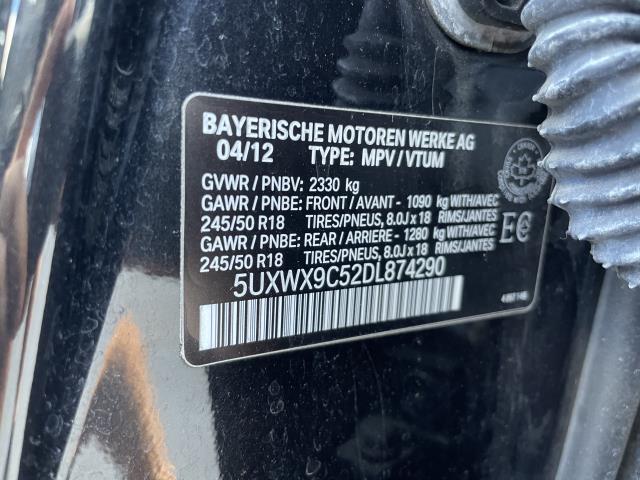 BAYERISCHE MOTOREN WERKE AG
04/12 TYPE: MPV / VTUM
GVWR / PNBV: 2330 kg
GAWR / PNBE: FRONT / AVANT - 1090 kg WITH/AVEC
245/50 R18 TIRES/PNEUS, 8.0J x 18 RIMS/JANTES
GAWR / PNBE: REAR / ARRIERE - 1280 kg WITH/AVEC
245/50 R18 TIRES/PNEUS, 8.0J x 18 RIMS/JANTES
EC
5UXWX9C52DL874290